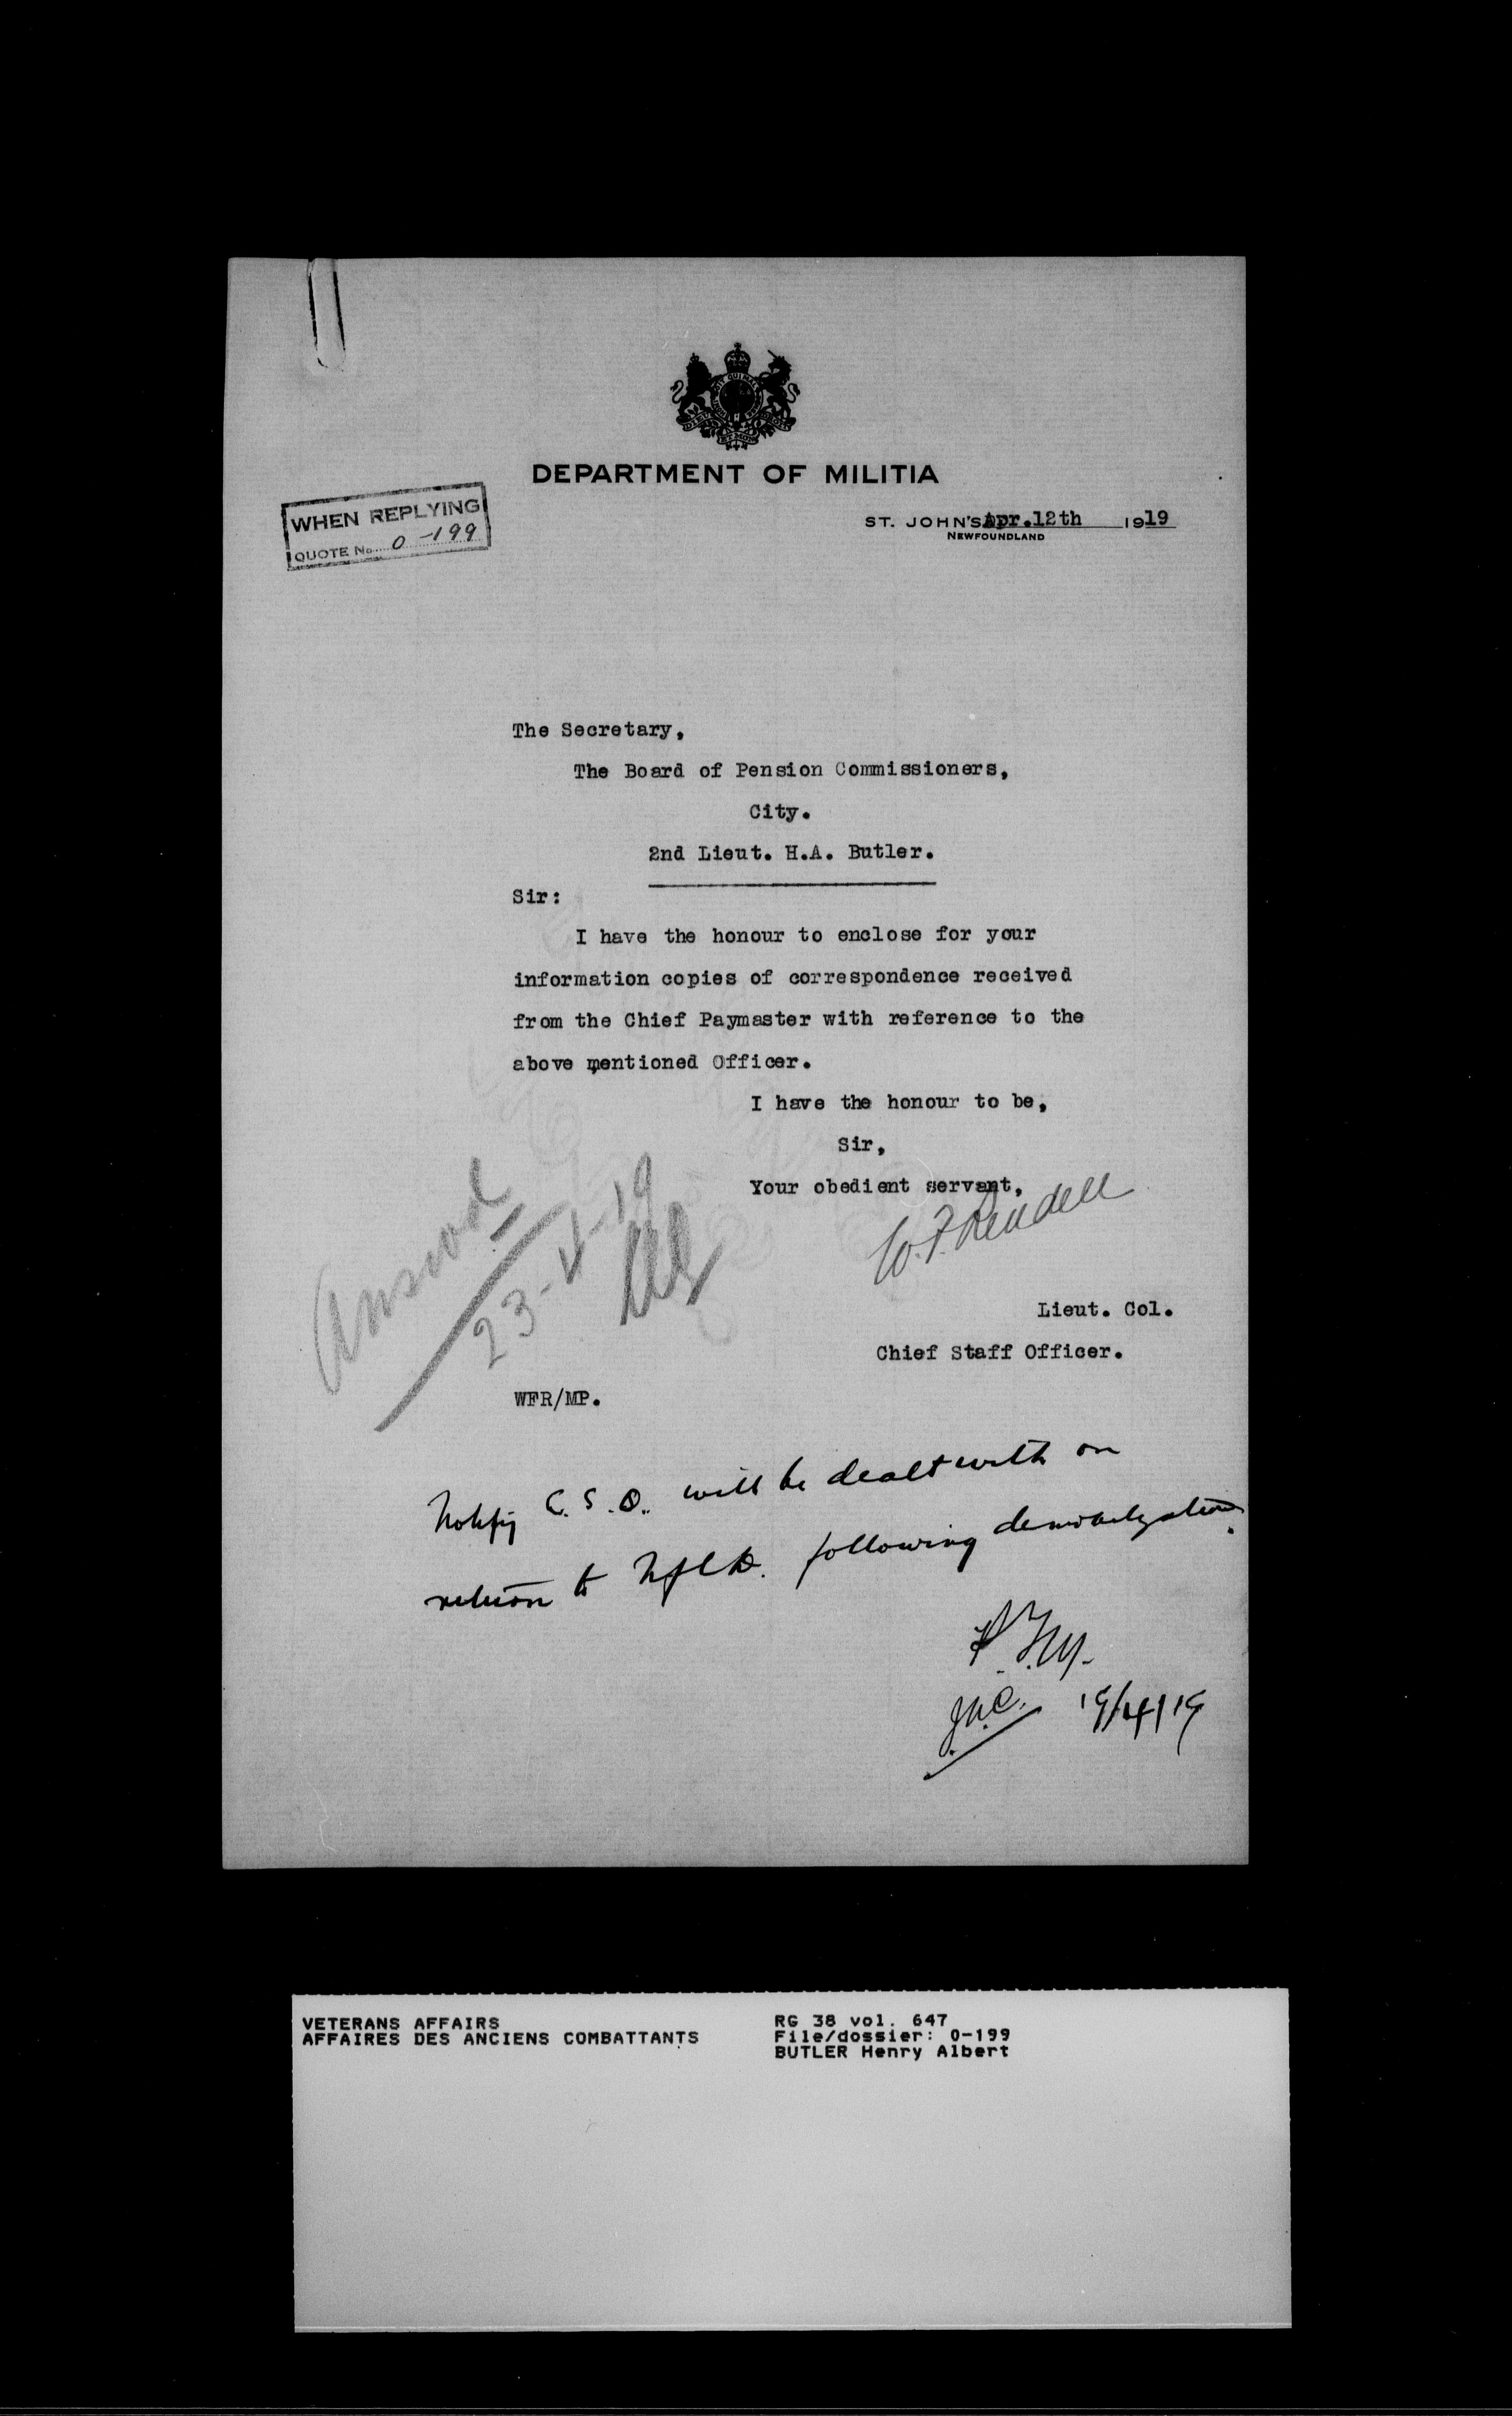 DEPARTMENT OF MILITIA
WHEN REPLYING
QUOTE No. 0-199
ST. JOHN'S Apr.12th 1919
NEWFOUNDLAND
The Secretary,
The Board of Pension Commissioners,
City.
2nd Lieut. H.A. Butler.
Sir:
I have the honour to enclose for your
information copies of correspondence received
from the Chief Paymaster with reference to the
above mentioned Officer.
I have the honour to be,
Sir,
Your obedient servant,
W.F. Rendell
Lieut. Col.
Chief Staff Officer.
Answd
23-4-19
WFR/MP.
Notify C.S.O. will be dealt with on
return to Nfld. following demobilization.
19/4/19
VETERANS AFFAIRS
AFFAIRES DES ANCIENS COMBATTANTS
RG 38 vol. 647
File/dossier: 0-199
BUTLER Henry Albert